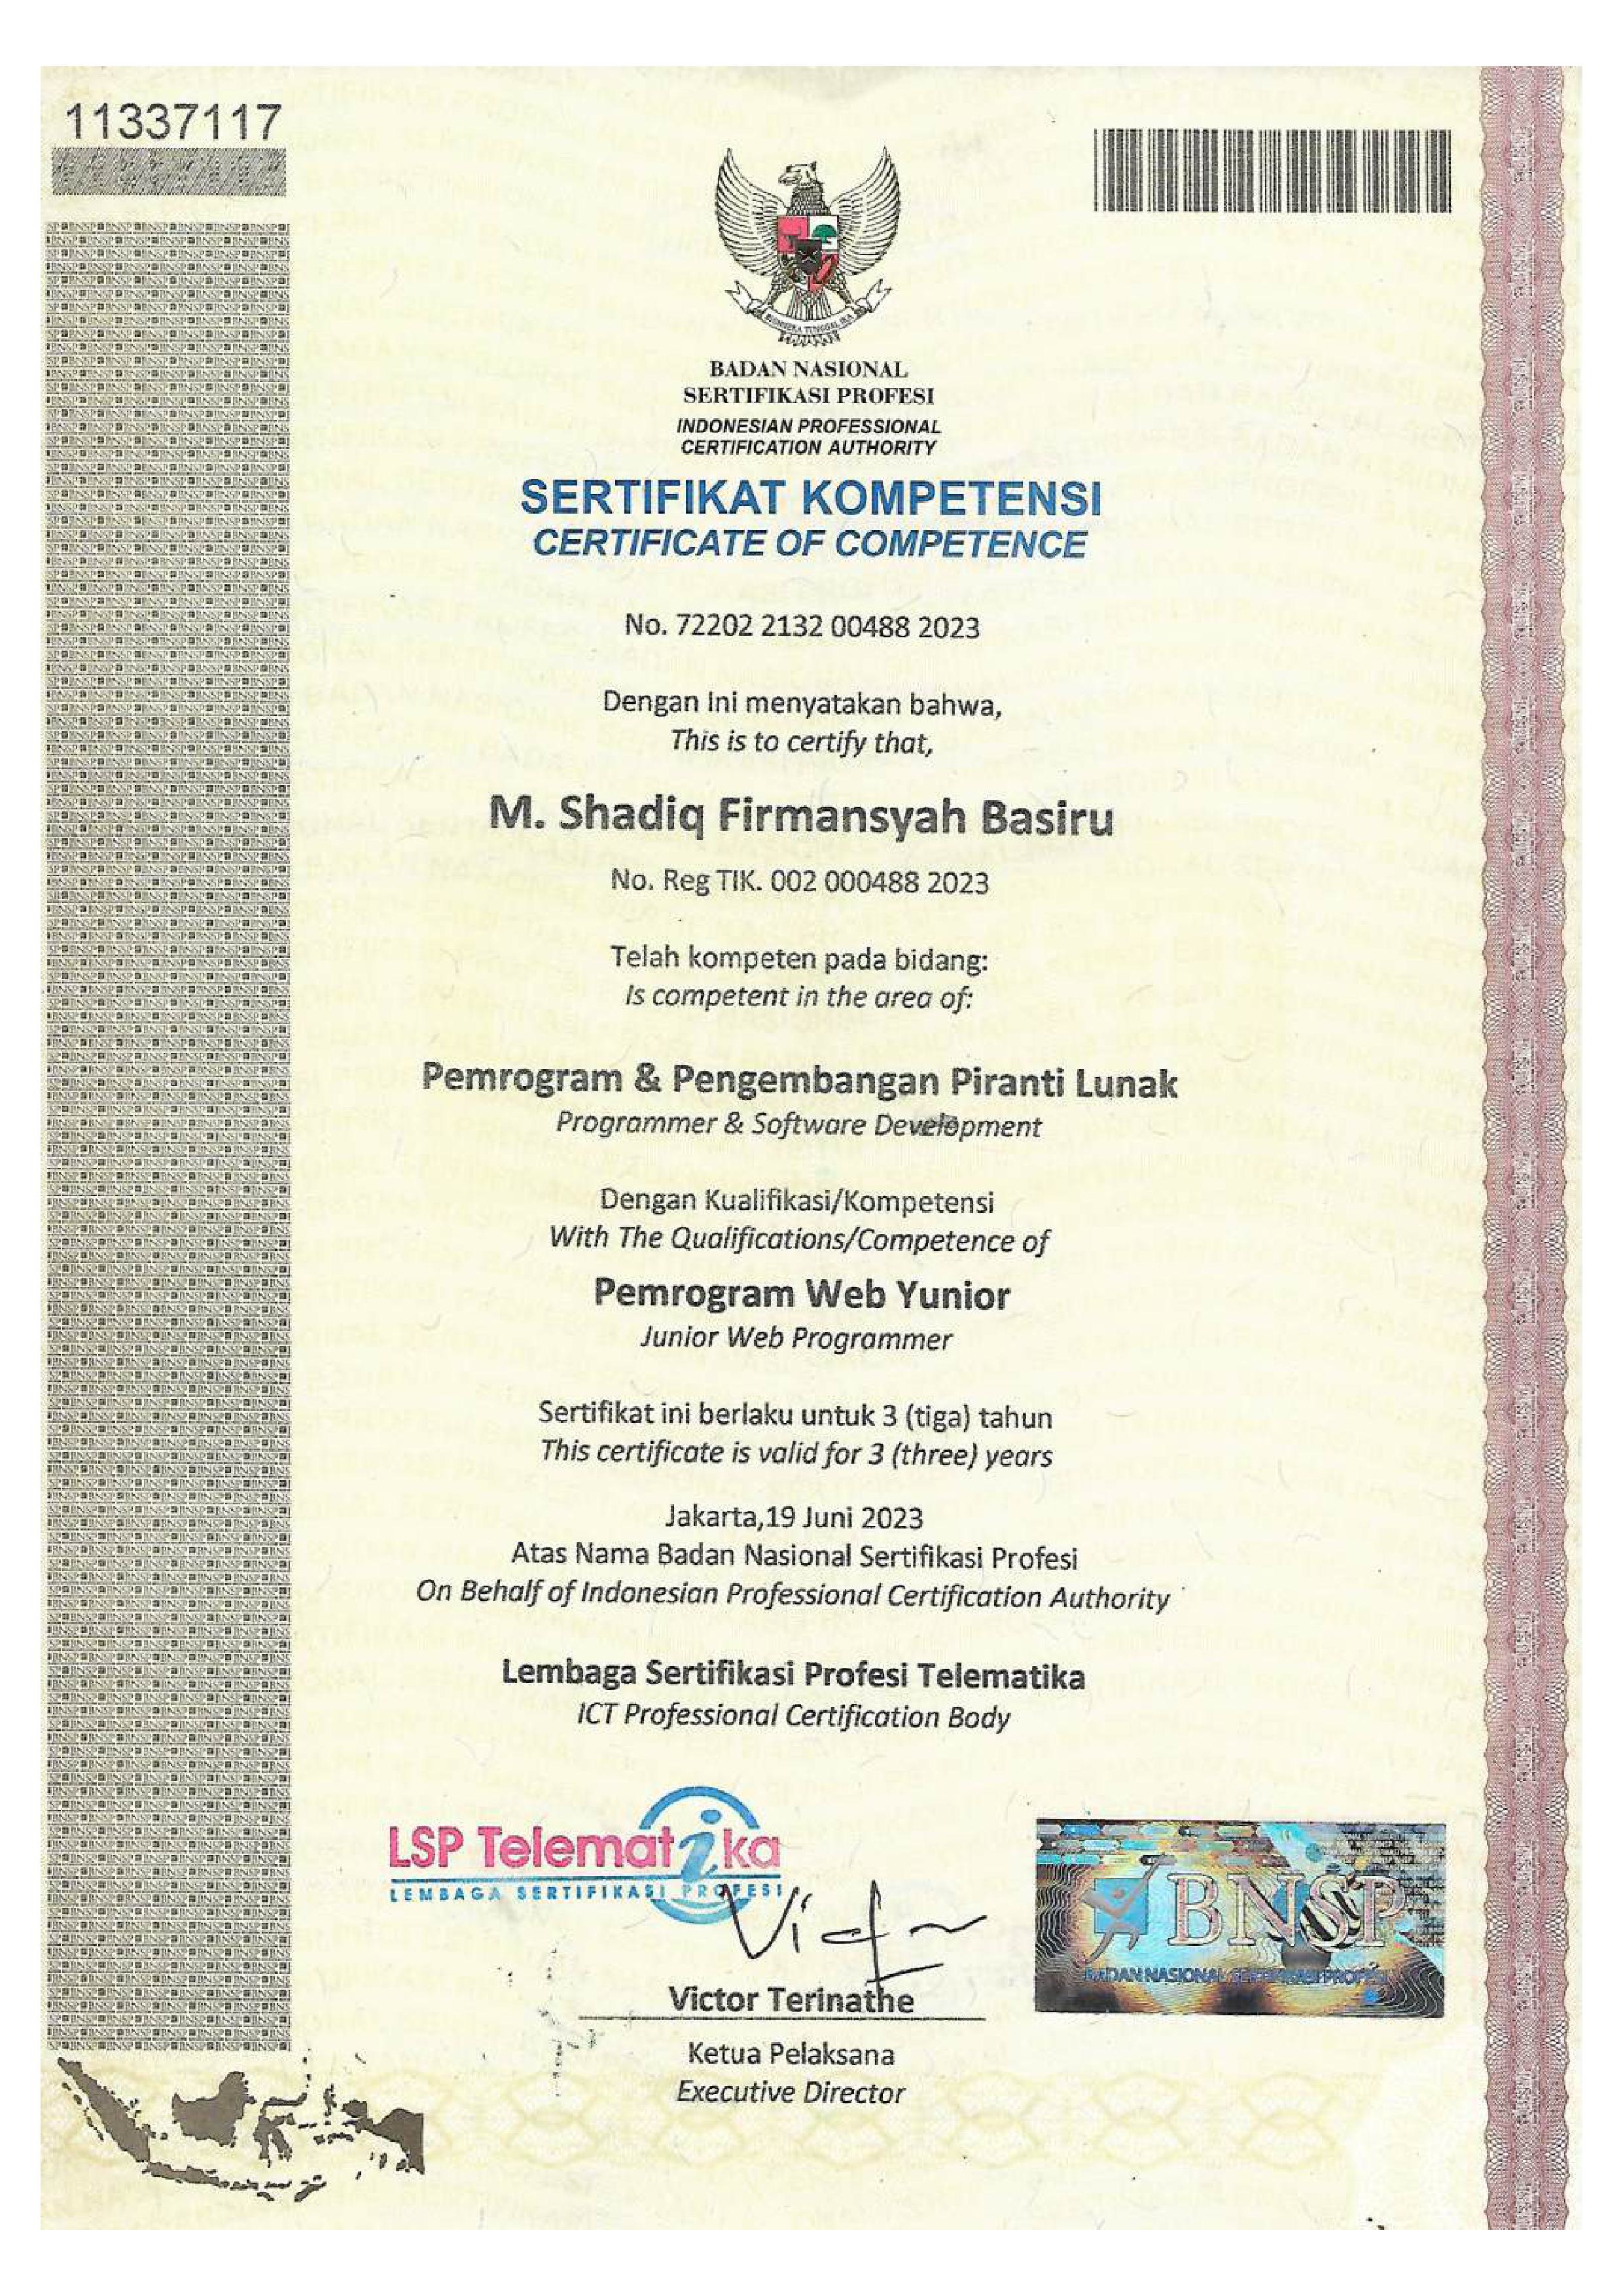 11337117
BHINNEKA TUNGGAL IKA
BADAN NASIONAL
SERTIFIKASI PROFESI
INDONESIAN PROFESSIONAL
CERTIFICATION AUTHORITY
SERTIFIKAT KOMPETENSI
CERTIFICATE OF COMPETENCE
No. 72202 2132 00488 2023
Dengan ini menyatakan bahwa,
This is to certify that,
M. Shadiq Firmansyah Basiru
No. Reg TIK. 002 000488 2023
Telah kompeten pada bidang:
Is competent in the area of:
Pemrogram & Pengembangan Piranti Lunak
Programmer & Software Development
Dengan Kualifikasi/Kompetensi
With The Qualifications/Competence of
Pemrogram Web Yunior
Junior Web Programmer
Sertifikat ini berlaku untuk 3 (tiga) tahun
This certificate is valid for 3 (three) years
Jakarta,19 Juni 2023
Atas Nama Badan Nasional Sertifikasi Profesi
On Behalf of Indonesian Professional Certification Authority
Lembaga Sertifikasi Profesi Telematika
ICT Professional Certification Body
LSP Telematika
LEMBAGA SERTIFIKASI PROFESI
BNSP
BADAN NASIONAL SERTIFIKASI PROFESI
Victor Terinathe
Ketua Pelaksana
Executive Director